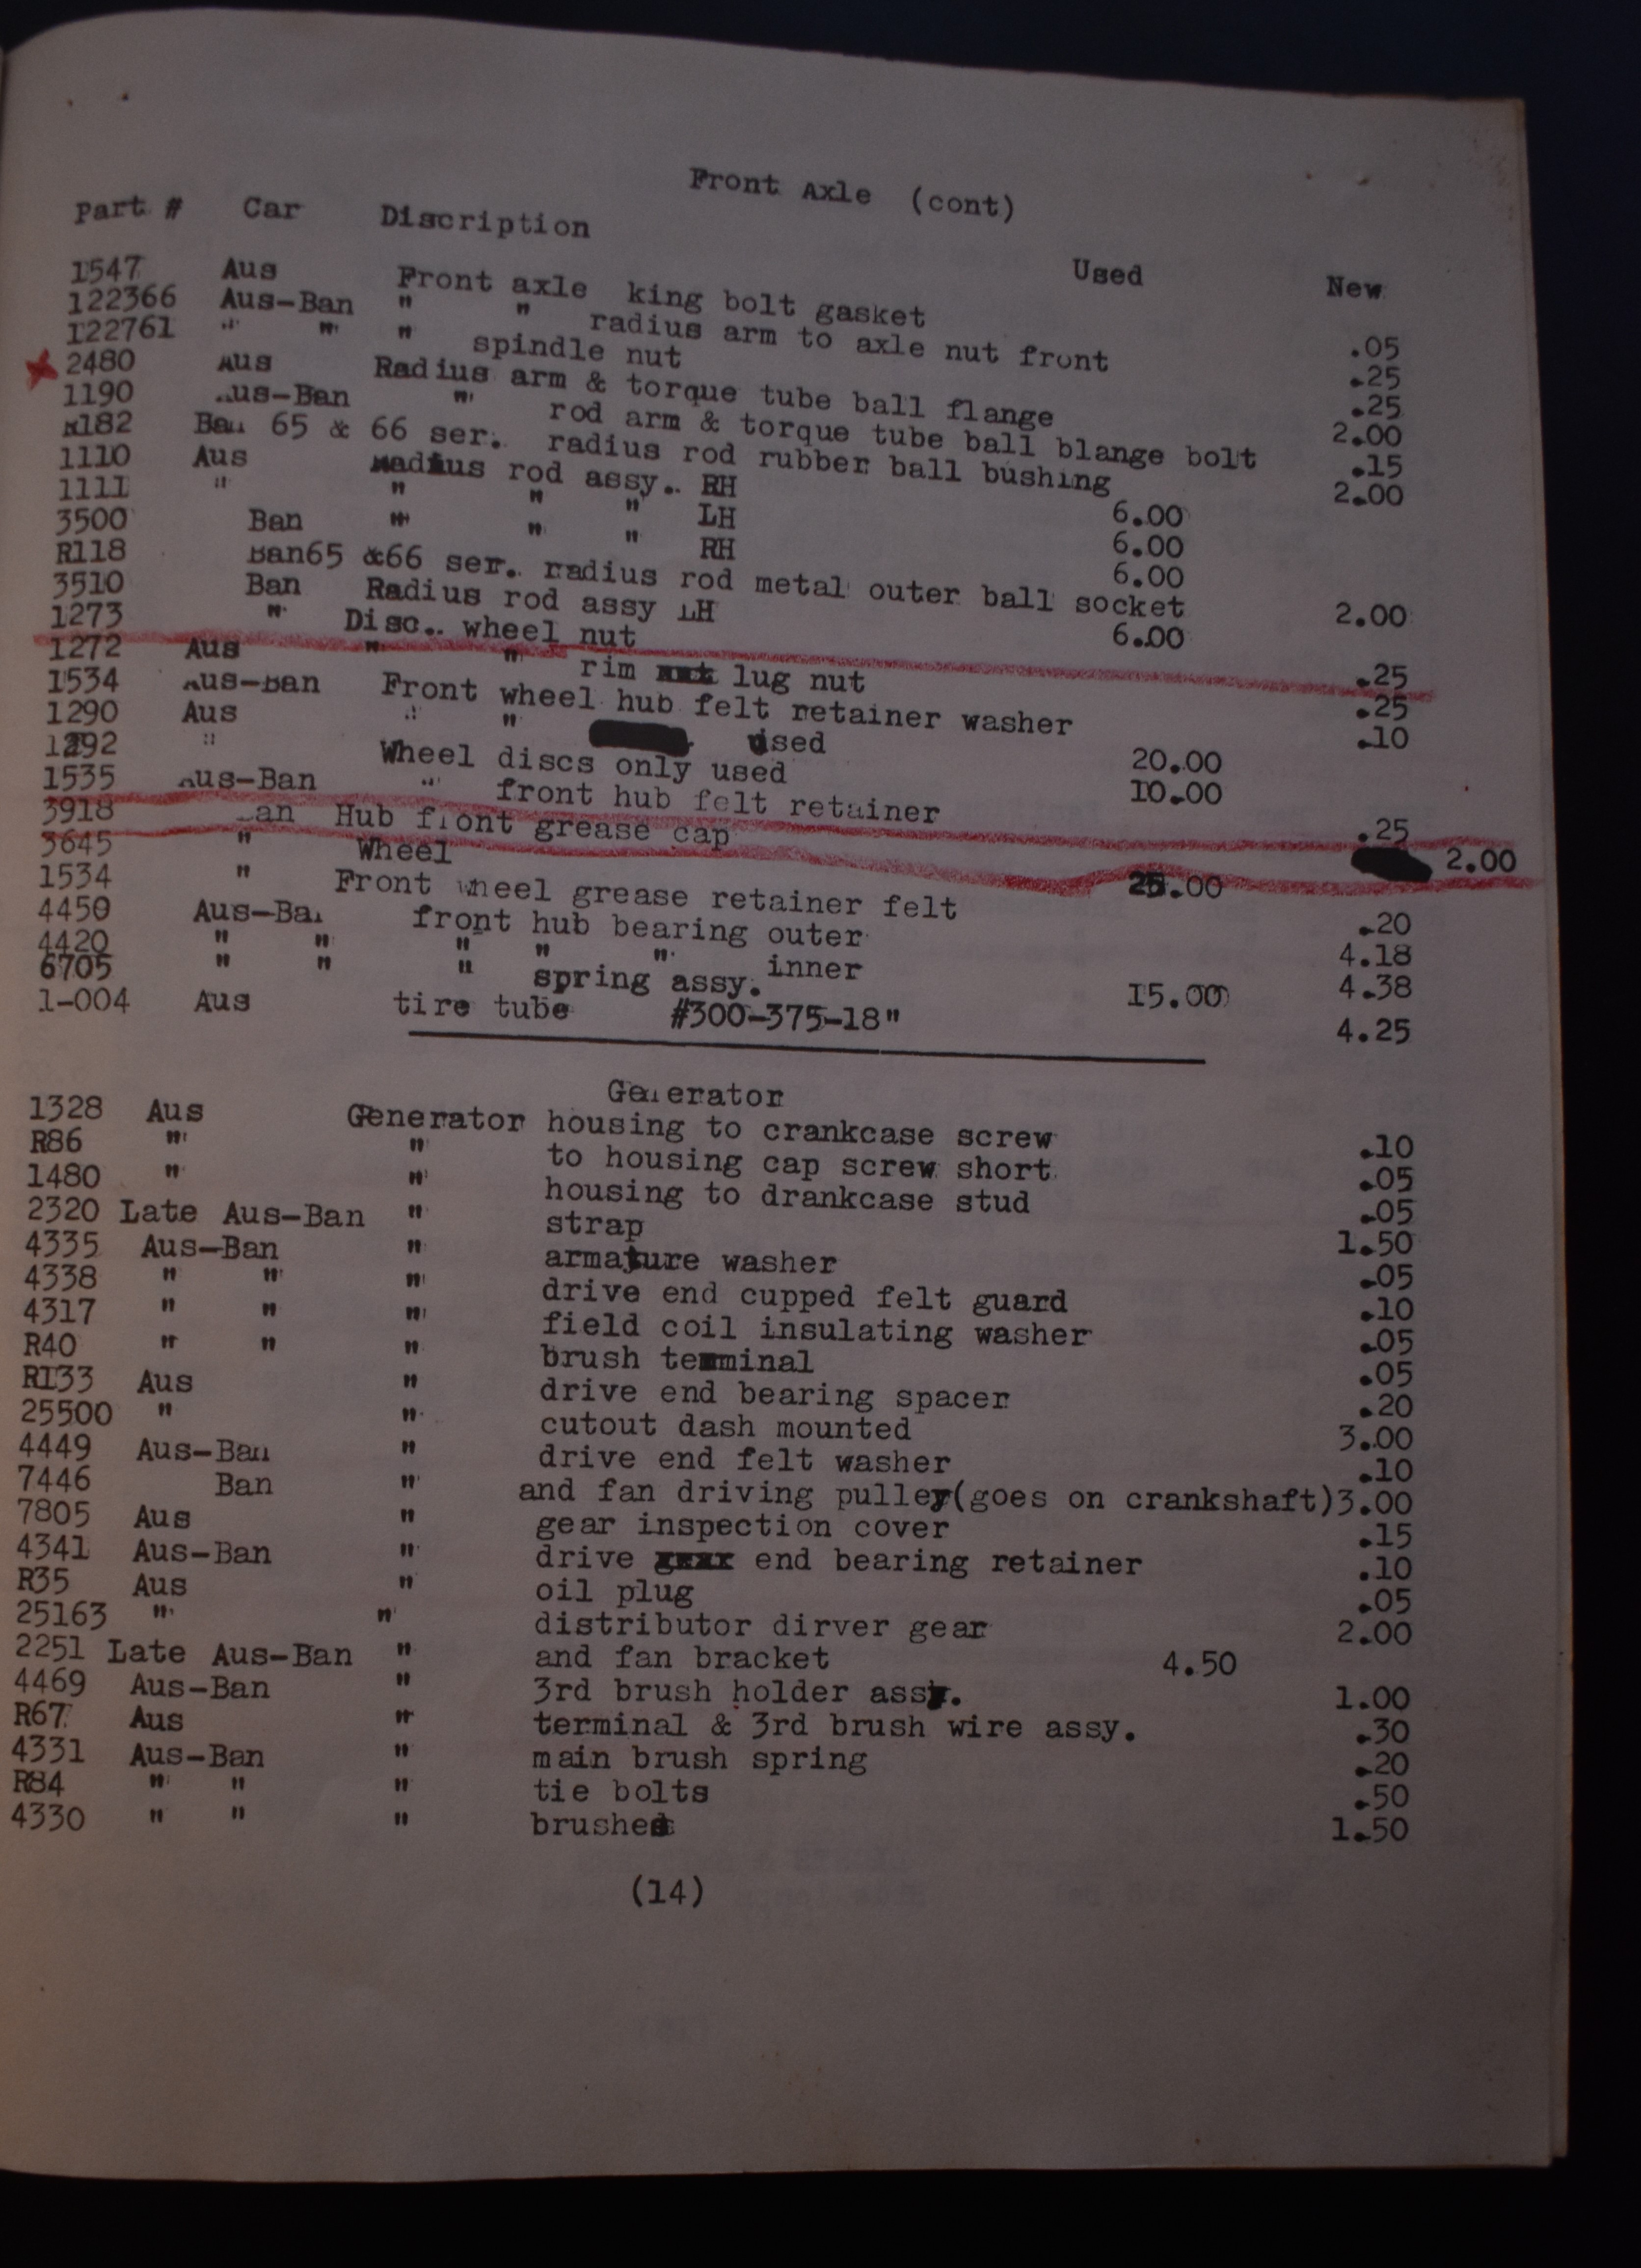 Front Axle (cont)
Part # Car Discription Used New
1547 Aus Front axle king bolt gasket .05
122366 Aus-Ban " " radius arm to axle nut front .25
122761 " " " spindle nut .25
2480 Aus Radius arm & torque tube ball flange 2.00
1190 Aus-Ban " rod arm & torque tube ball blange bolt .15
R182 Ban 65 & 66 ser. radius rod rubber ball bushing 2.00
1110 Aus Radius rod assy. RH 6.00
1111 " " " " LH 6.00
3500 Ban " " " RH 6.00
R118 Ban65 &66 ser. radius rod metal outer ball socket 2.00
3510 Ban Radius rod assy LH 6.00
1273 " Disc. wheel nut .25
1272 Aus " " rim lug nut .25
1534 Aus-Ban Front wheel hub felt retainer washer .10
1290 Aus " " used 20.00
1292 " Wheel discs only used 10.00
1535 Aus-Ban " front hub felt retainer .25
3918 Ban Hub front grease cap 2.00
3645 " Wheel 25.00
1534 " Front wheel grease retainer felt .20
4450 Aus-Ban front hub bearing outer 4.18
4420 " " " " " inner 4.38
6705 " " " spring assy. 15.00
1-004 Aus tire tube #300-375-18" 4.25
Generator
1328 Aus Generator housing to crankcase screw .10
R86 " " to housing cap screw short .05
1480 " " housing to drankcase stud .05
2320 Late Aus-Ban " strap 1.50
4335 Aus-Ban " armature washer .05
4338 " " " drive end cupped felt guard .10
4317 " " " field coil insulating washer .05
R40 " " " brush terminal .05
R133 Aus " drive end bearing spacer .20
25500 " " cutout dash mounted 3.00
4449 Aus-Ban " drive end felt washer .10
7446 Ban " and fan driving pulley(goes on crankshaft)3.00
7805 Aus " gear inspection cover .15
4341 Aus-Ban " drive end bearing retainer .10
R35 Aus " oil plug .05
25163 " " distributor dirver gear 2.00
2251 Late Aus-Ban " and fan bracket 4.50
4469 Aus-Ban " 3rd brush holder assy. 1.00
R67 Aus " terminal & 3rd brush wire assy. .30
4331 Aus-Ban " main brush spring .20
R84 " " " tie bolts .50
4330 " " " brushes 1.50
(14)